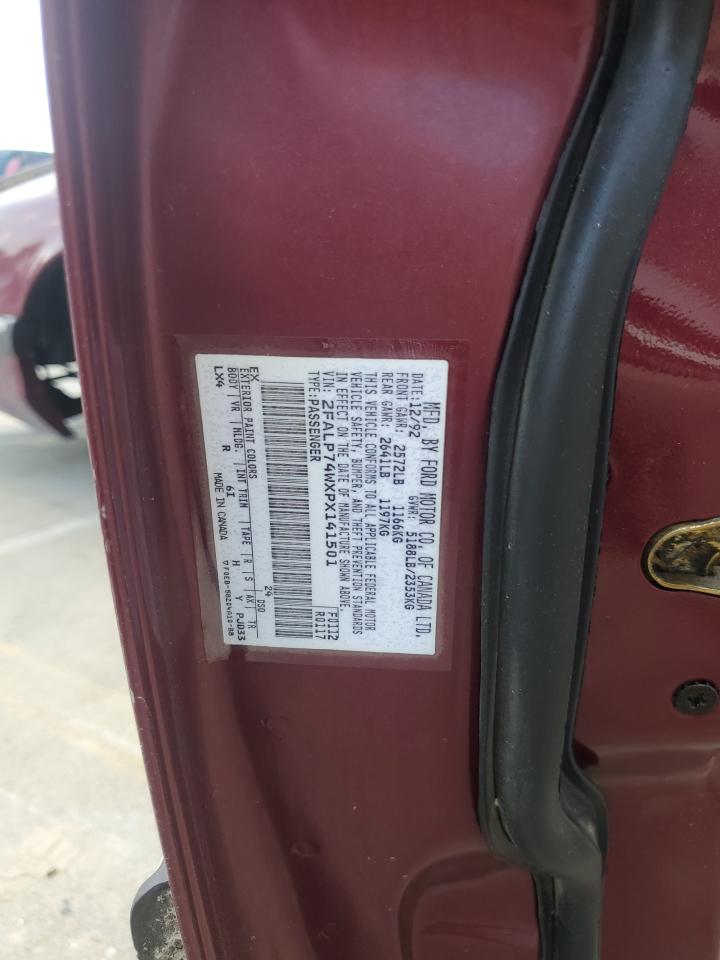 MFD. BY FORD MOTOR CO. OF CANADA LTD.
DATE: 12/92 GVWR: 5188LB/2353KG
FRONT GAWR: 2572LB 1166KG
REAR GAWR: 2641LB 1197KG
THIS VEHICLE CONFORMS TO ALL APPLICABLE FEDERAL MOTOR
VEHICLE SAFETY, BUMPER, AND THEFT PREVENTION STANDARDS
IN EFFECT ON THE DATE OF MANUFACTURE SHOWN ABOVE.
VIN: 2FALP74WXPX141501 F0112
TYPE: PASSENGER R0117
24
EX DSO
EXTERIOR PAINT COLORS
BODY VR MLDG. INT TRIM TAPE R S AX TR
LX4 R 6I H Y PJD33
MADE IN CANADA